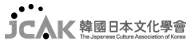 JCAK 韓國日本文化學會
The Japanese Culture Association of Korea